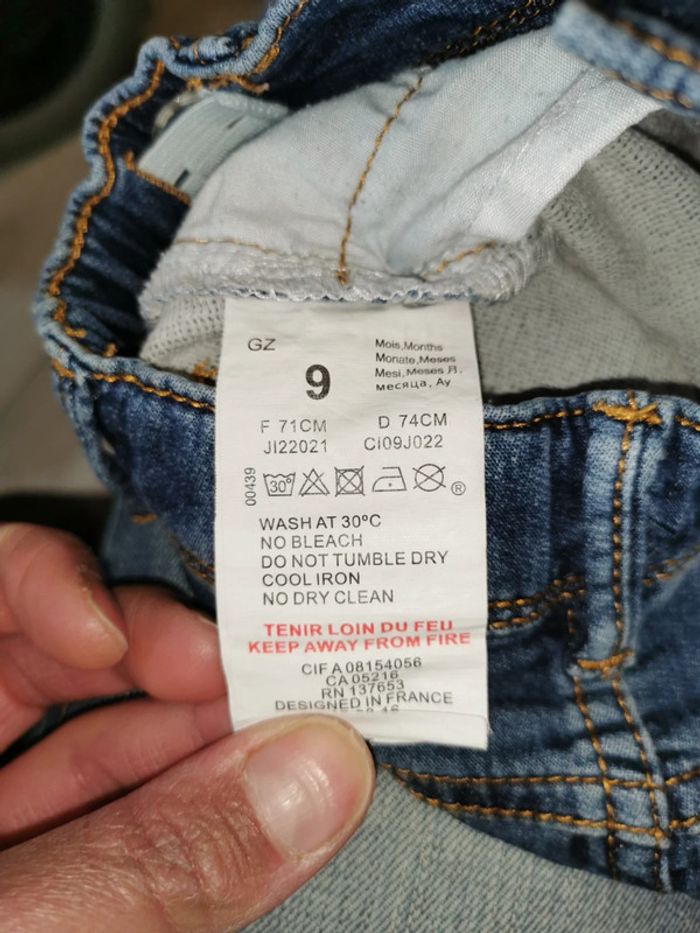 GZ
9
Mois,Months
Monate,Meses
Mesi,Meses 月,
месяца, Ay
F 71CM
D 74CM
JI22021
CI09J022
00439
30°
®
WASH AT 30ºC
NO BLEACH
DO NOT TUMBLE DRY
COOL IRON
NO DRY CLEAN
TENIR LOIN DU FEU
KEEP AWAY FROM FIRE
CIF A 08154056
CA 05216
RN 137653
DESIGNED IN FRANCE